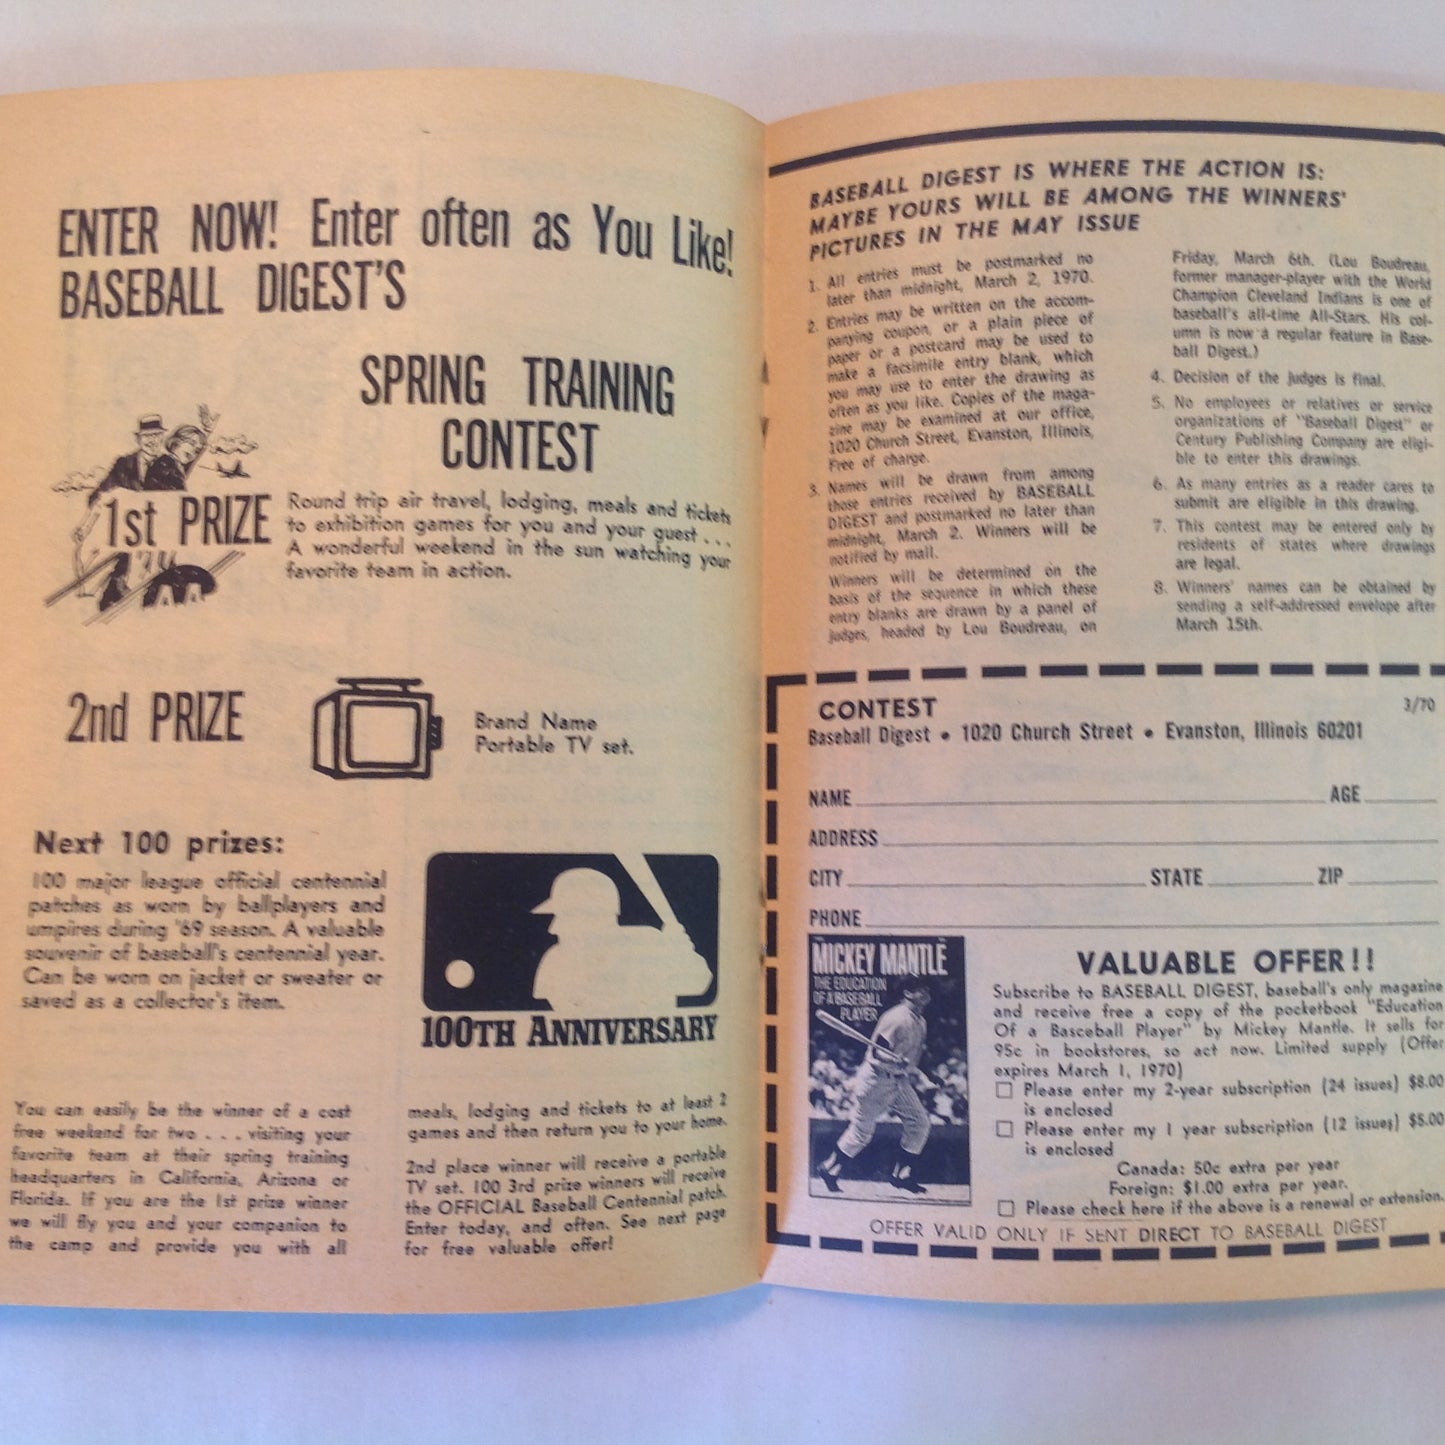 ENTER NOW! Enter often as You Like!
BASEBALL DIGEST'S
SPRING TRAINING
CONTEST
1st PRIZE
Round trip air travel, lodging, meals and tickets
to exhibition games for you and your guest . . .
A wonderful weekend in the sun watching your
favorite team in action.
2nd PRIZE
Brand Name
Portable TV set.
Next 100 prizes:
100 major league official centennial
patches as worn by ballplayers and
umpires during '69 season. A valuable
souvenir of baseball's centennial year.
Can be worn on jacket or sweater or
saved as a collector's item.
100TH ANNIVERSARY
You can easily be the winner of a cost
free weekend for two . . . visiting your
favorite team at their spring training
headquarters in California, Arizona or
Florida. If you are the 1st prize winner
we will fly you and your companion to
the camp and provide you with all
meals, lodging and tickets to at least 2
games and then return you to your home.
2nd place winner will receive a portable
TV set. 100 3rd prize winners will receive
the OFFICIAL Baseball Centennial patch.
Enter today, and often. See next page
for free valuable offer!
BASEBALL DIGEST IS WHERE THE ACTION IS:
MAYBE YOURS WILL BE AMONG THE WINNERS'
PICTURES IN THE MAY ISSUE
1. All entries must be postmarked no
later than midnight, March 2, 1970.
2. Entries may be written on the accom-
panying coupon, or a plain piece of
paper or a postcard may be used to
make a facsimile entry blank, which
you may use to enter the drawing as
often as you like. Copies of the maga-
zine may be examined at our office,
1020 Church Street, Evanston, Illinois,
Free of charge.
3. Names will be drawn from among
those entries received by BASEBALL
DIGEST and postmarked no later than
midnight, March 2. Winners will be
notified by mail.
Winners will be determined on the
basis of the sequence in which these
entry blanks are drawn by a panel of
judges, headed by Lou Boudreau, on
Friday, March 6th. (Lou Boudreau,
former manager-player with the World
Champion Cleveland Indians is one of
baseball's all-time All-Stars. His col-
umn is now a regular feature in Base-
ball Digest.)
4. Decision of the judges is final.
5. No employees or relatives or service
organizations of "Baseball Digest" or
Century Publishing Company are eligi-
ble to enter this drawings.
6. As many entries as a reader cares to
submit are eligible in this drawing.
7. This contest may be entered only by
residents of states where drawings
are legal.
8. Winners' names can be obtained by
sending a self-addressed envelope after
March 15th.
CONTEST 3/70
Baseball Digest • 1020 Church Street • Evanston, Illinois 60201
NAME AGE
ADDRESS
CITY STATE ZIP
PHONE
MICKEY MANTLE
THE EDUCATION
OF A BASEBALL
PLAYER
VALUABLE OFFER!!
Subscribe to BASEBALL DIGEST, baseball's only magazine
and receive free a copy of the pocketbook "Education
Of a Basceball Player" by Mickey Mantle. It sells for
95c in bookstores, so act now. Limited supply (Offer
expires March 1, 1970)
☐ Please enter my 2-year subscription (24 issues) $8.00
is enclosed
☐ Please enter my 1 year subscription (12 issues) $5.00
is enclosed
Canada: 50c extra per year
Foreign: $1.00 extra per year.
☐ Please check here if the above is a renewal or extension.
OFFER VALID ONLY IF SENT DIRECT TO BASEBALL DIGEST